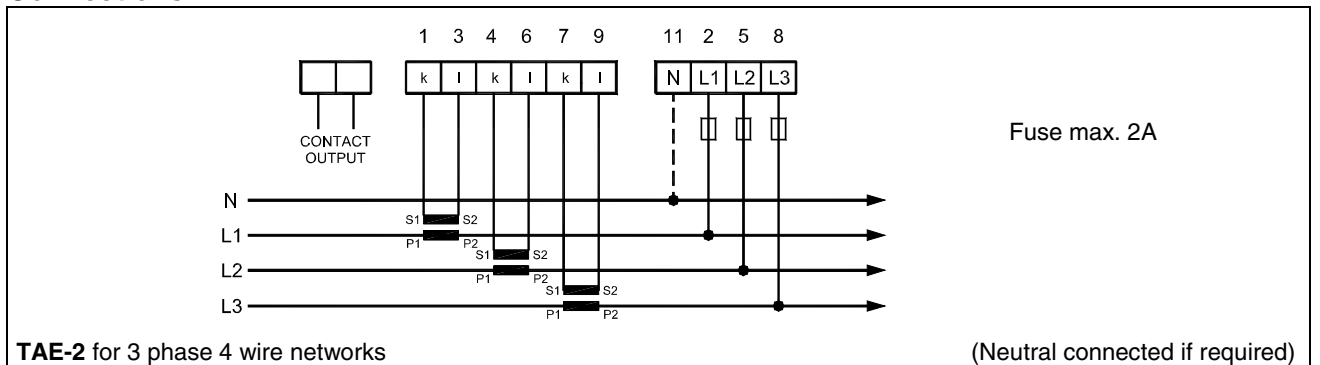 1 3 4 6 7 9 11 2 5 8
k l k l k l N L1 L2 L3
CONTACT
OUTPUT
Fuse max. 2A
N
S1 S2
L1
P1 P2
S1 S2
L2
P1 P2
S1 S2
L3
P1 P2
TAE-2 for 3 phase 4 wire networks (Neutral connected if required)